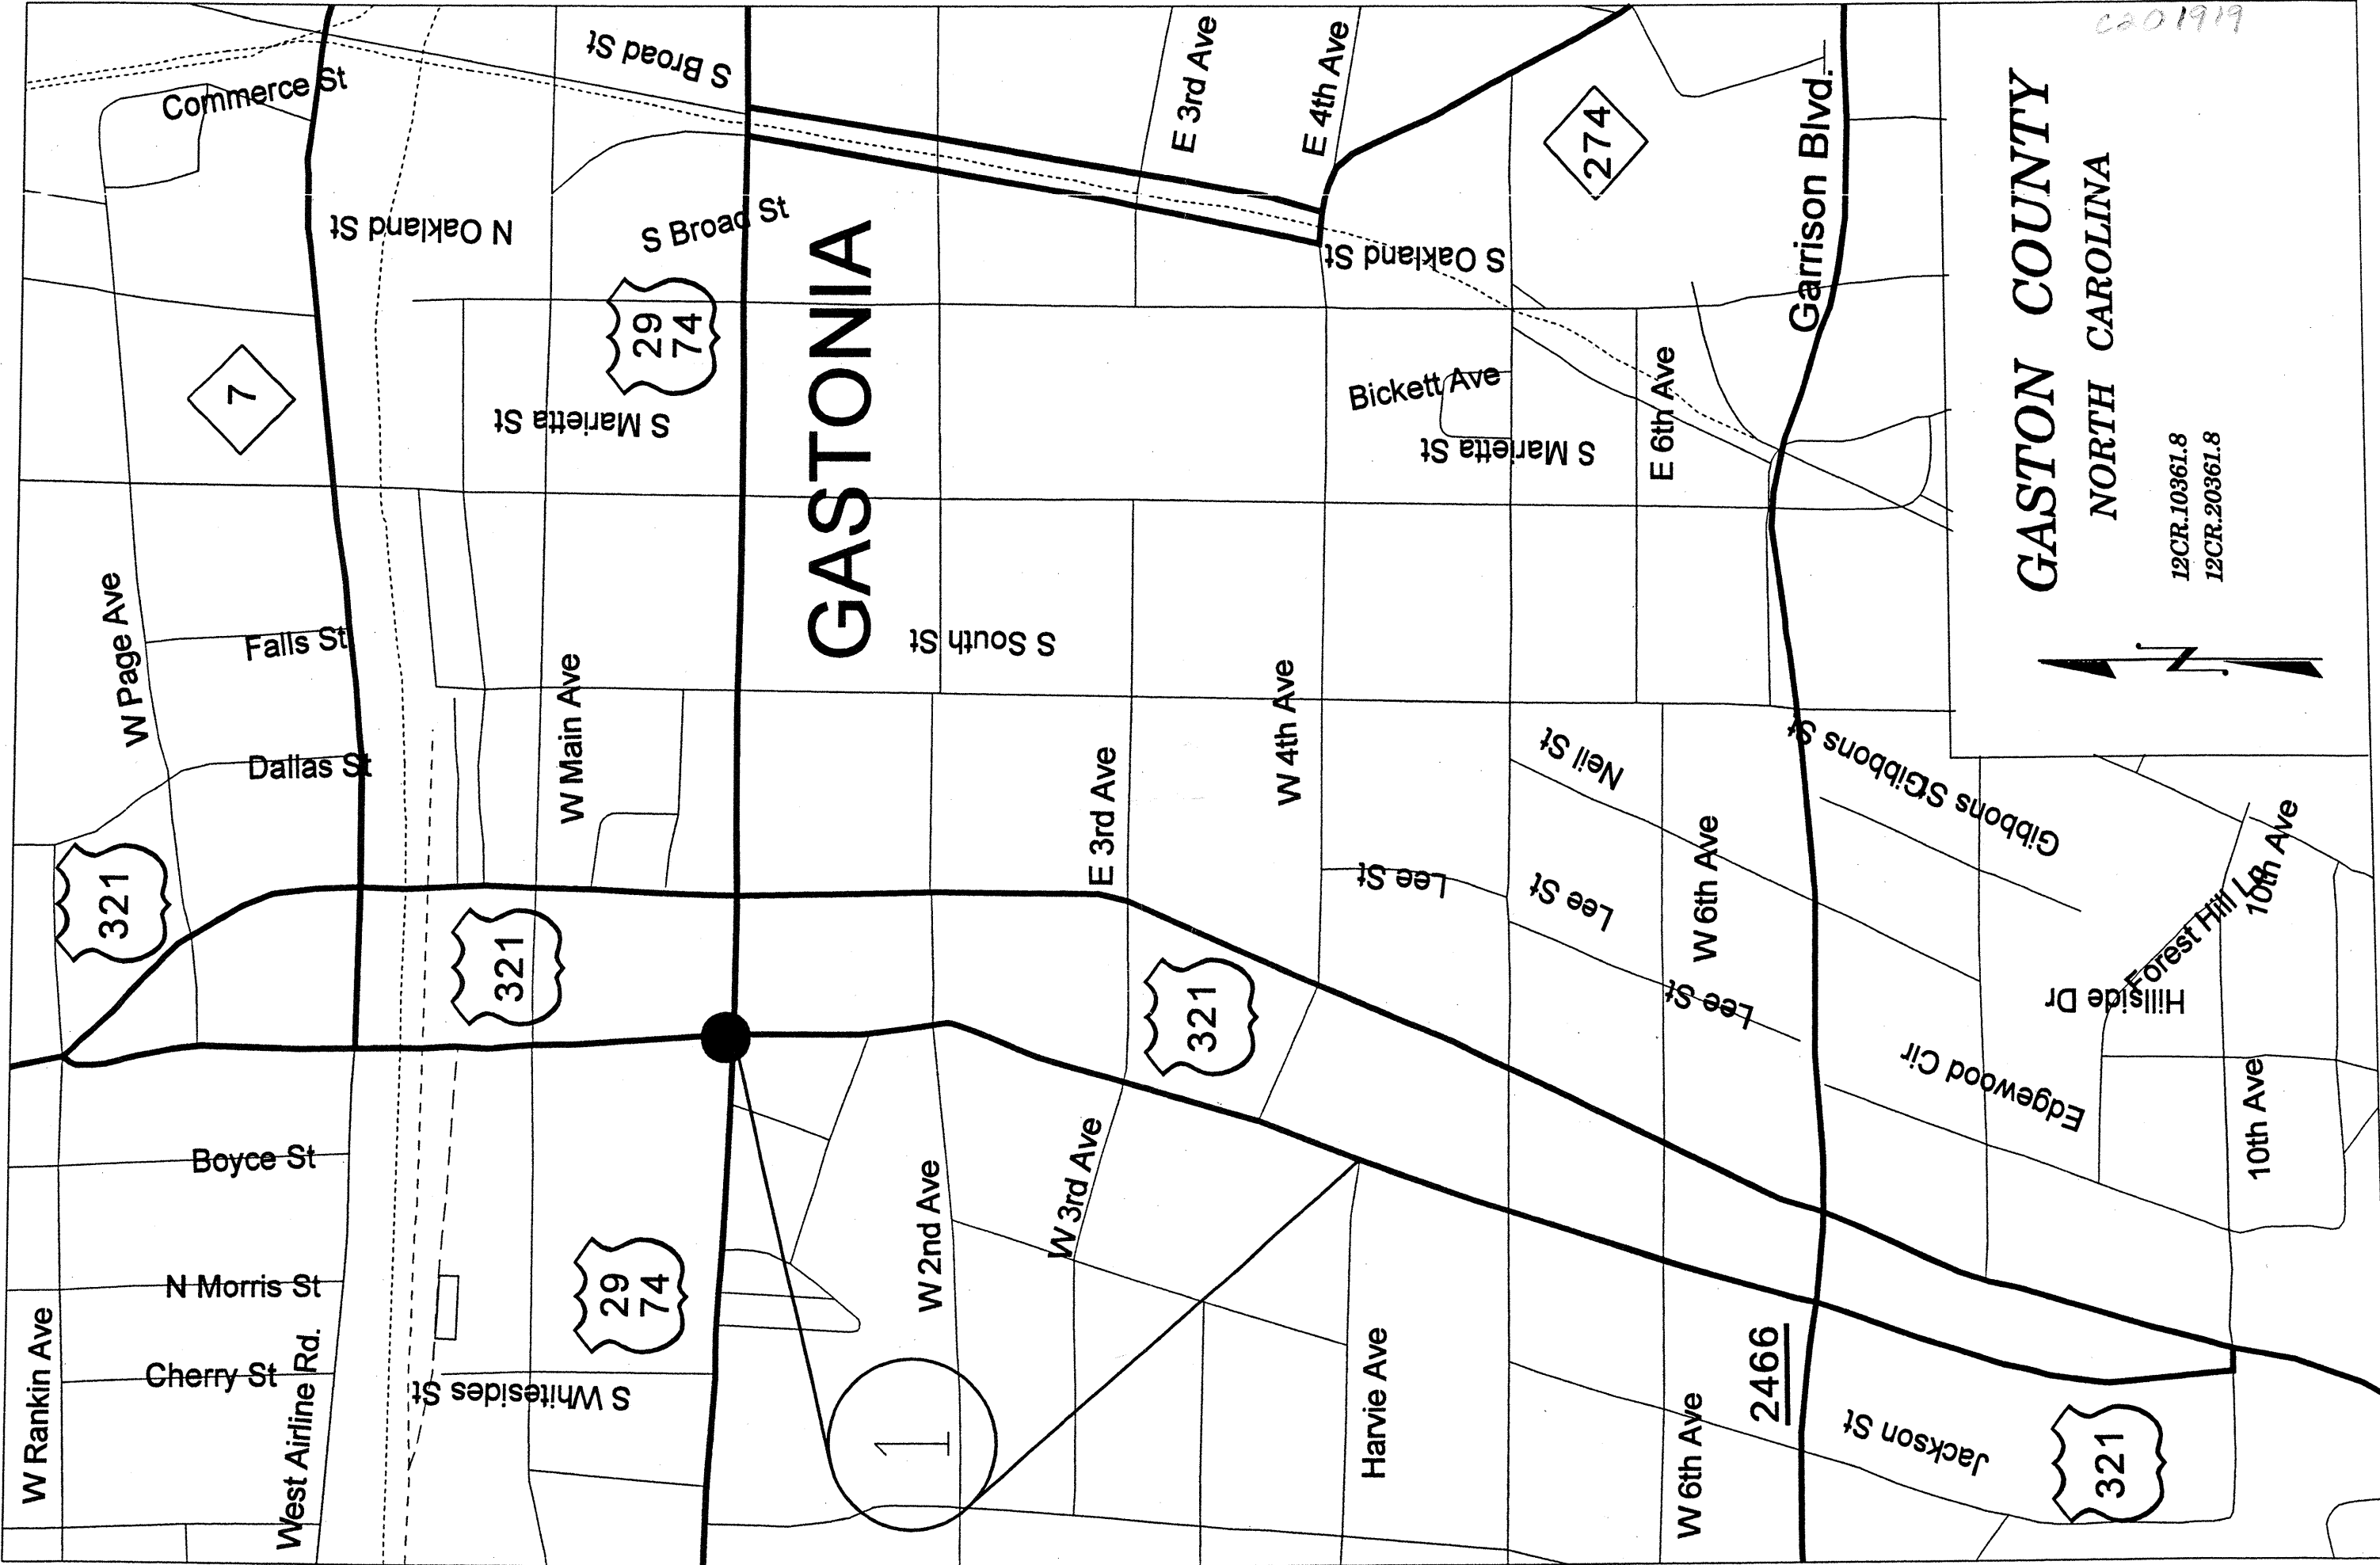 c201919
GASTON COUNTY
NORTH CAROLINA
12CR.10361.8
12CR.20361.8
N
GASTONIA
W Rankin Ave
W Page Ave
West Airline Rd.
Commerce St
N Oakland St
7
Falls St
Dallas St
321
Boyce St
N Morris St
Cherry St
S Broad St
S Broad St
29
74
S Marietta St
W Main Ave
321
29
74
S Whitesides St
S South St
E 3rd Ave
E 4th Ave
S Oakland St
274
Garrison Blvd.
Bickett Ave
S Marietta St
E 6th Ave
W 4th Ave
E 3rd Ave
321
W 2nd Ave
W 3rd Ave
1
Harvie Ave
Lee St
Lee St
Lee St
Neil St
W 6th Ave
Gibbons St
Gibbons St
Edgewood Cir
Hillside Dr
Forest Hill Ln
10th Ave
10th Ave
2466
W 6th Ave
Jackson St
321